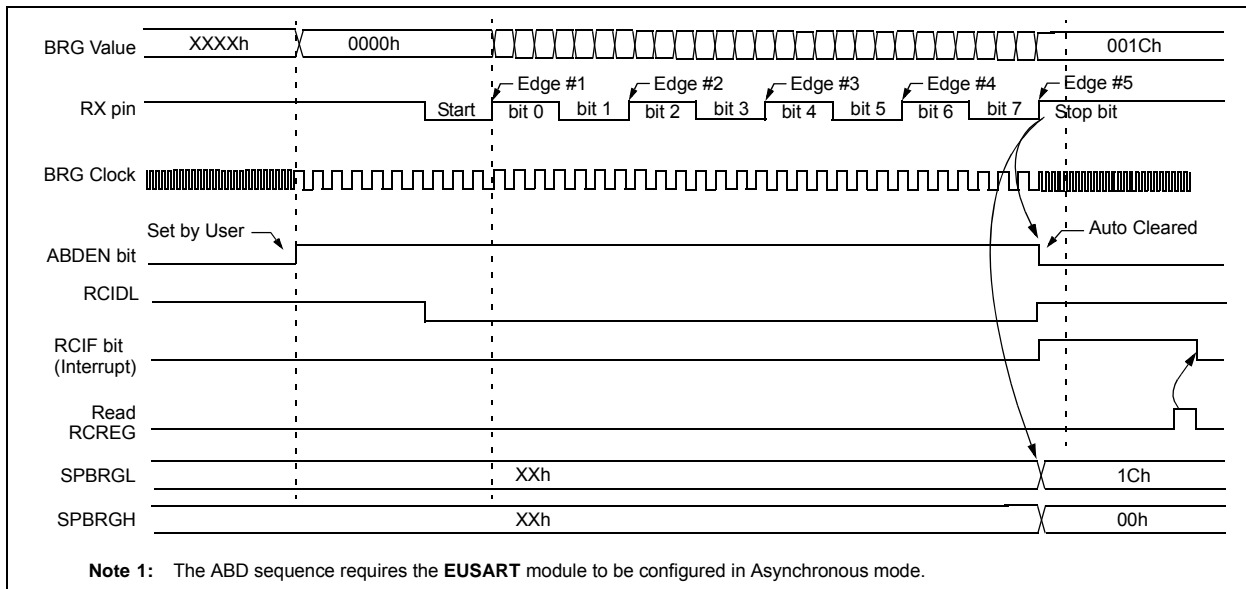 BRG Value XXXXh 0000h 001Ch
Edge #1 Edge #2 Edge #3 Edge #4 Edge #5
RX pin Start bit 0 bit 1 bit 2 bit 3 bit 4 bit 5 bit 6 bit 7 Stop bit
BRG Clock
Set by User Auto Cleared
ABDEN bit
RCIDL
RCIF bit
(Interrupt)
Read
RCREG
SPBRGL XXh 1Ch
SPBRGH XXh 00h
Note 1: The ABD sequence requires the EUSART module to be configured in Asynchronous mode.